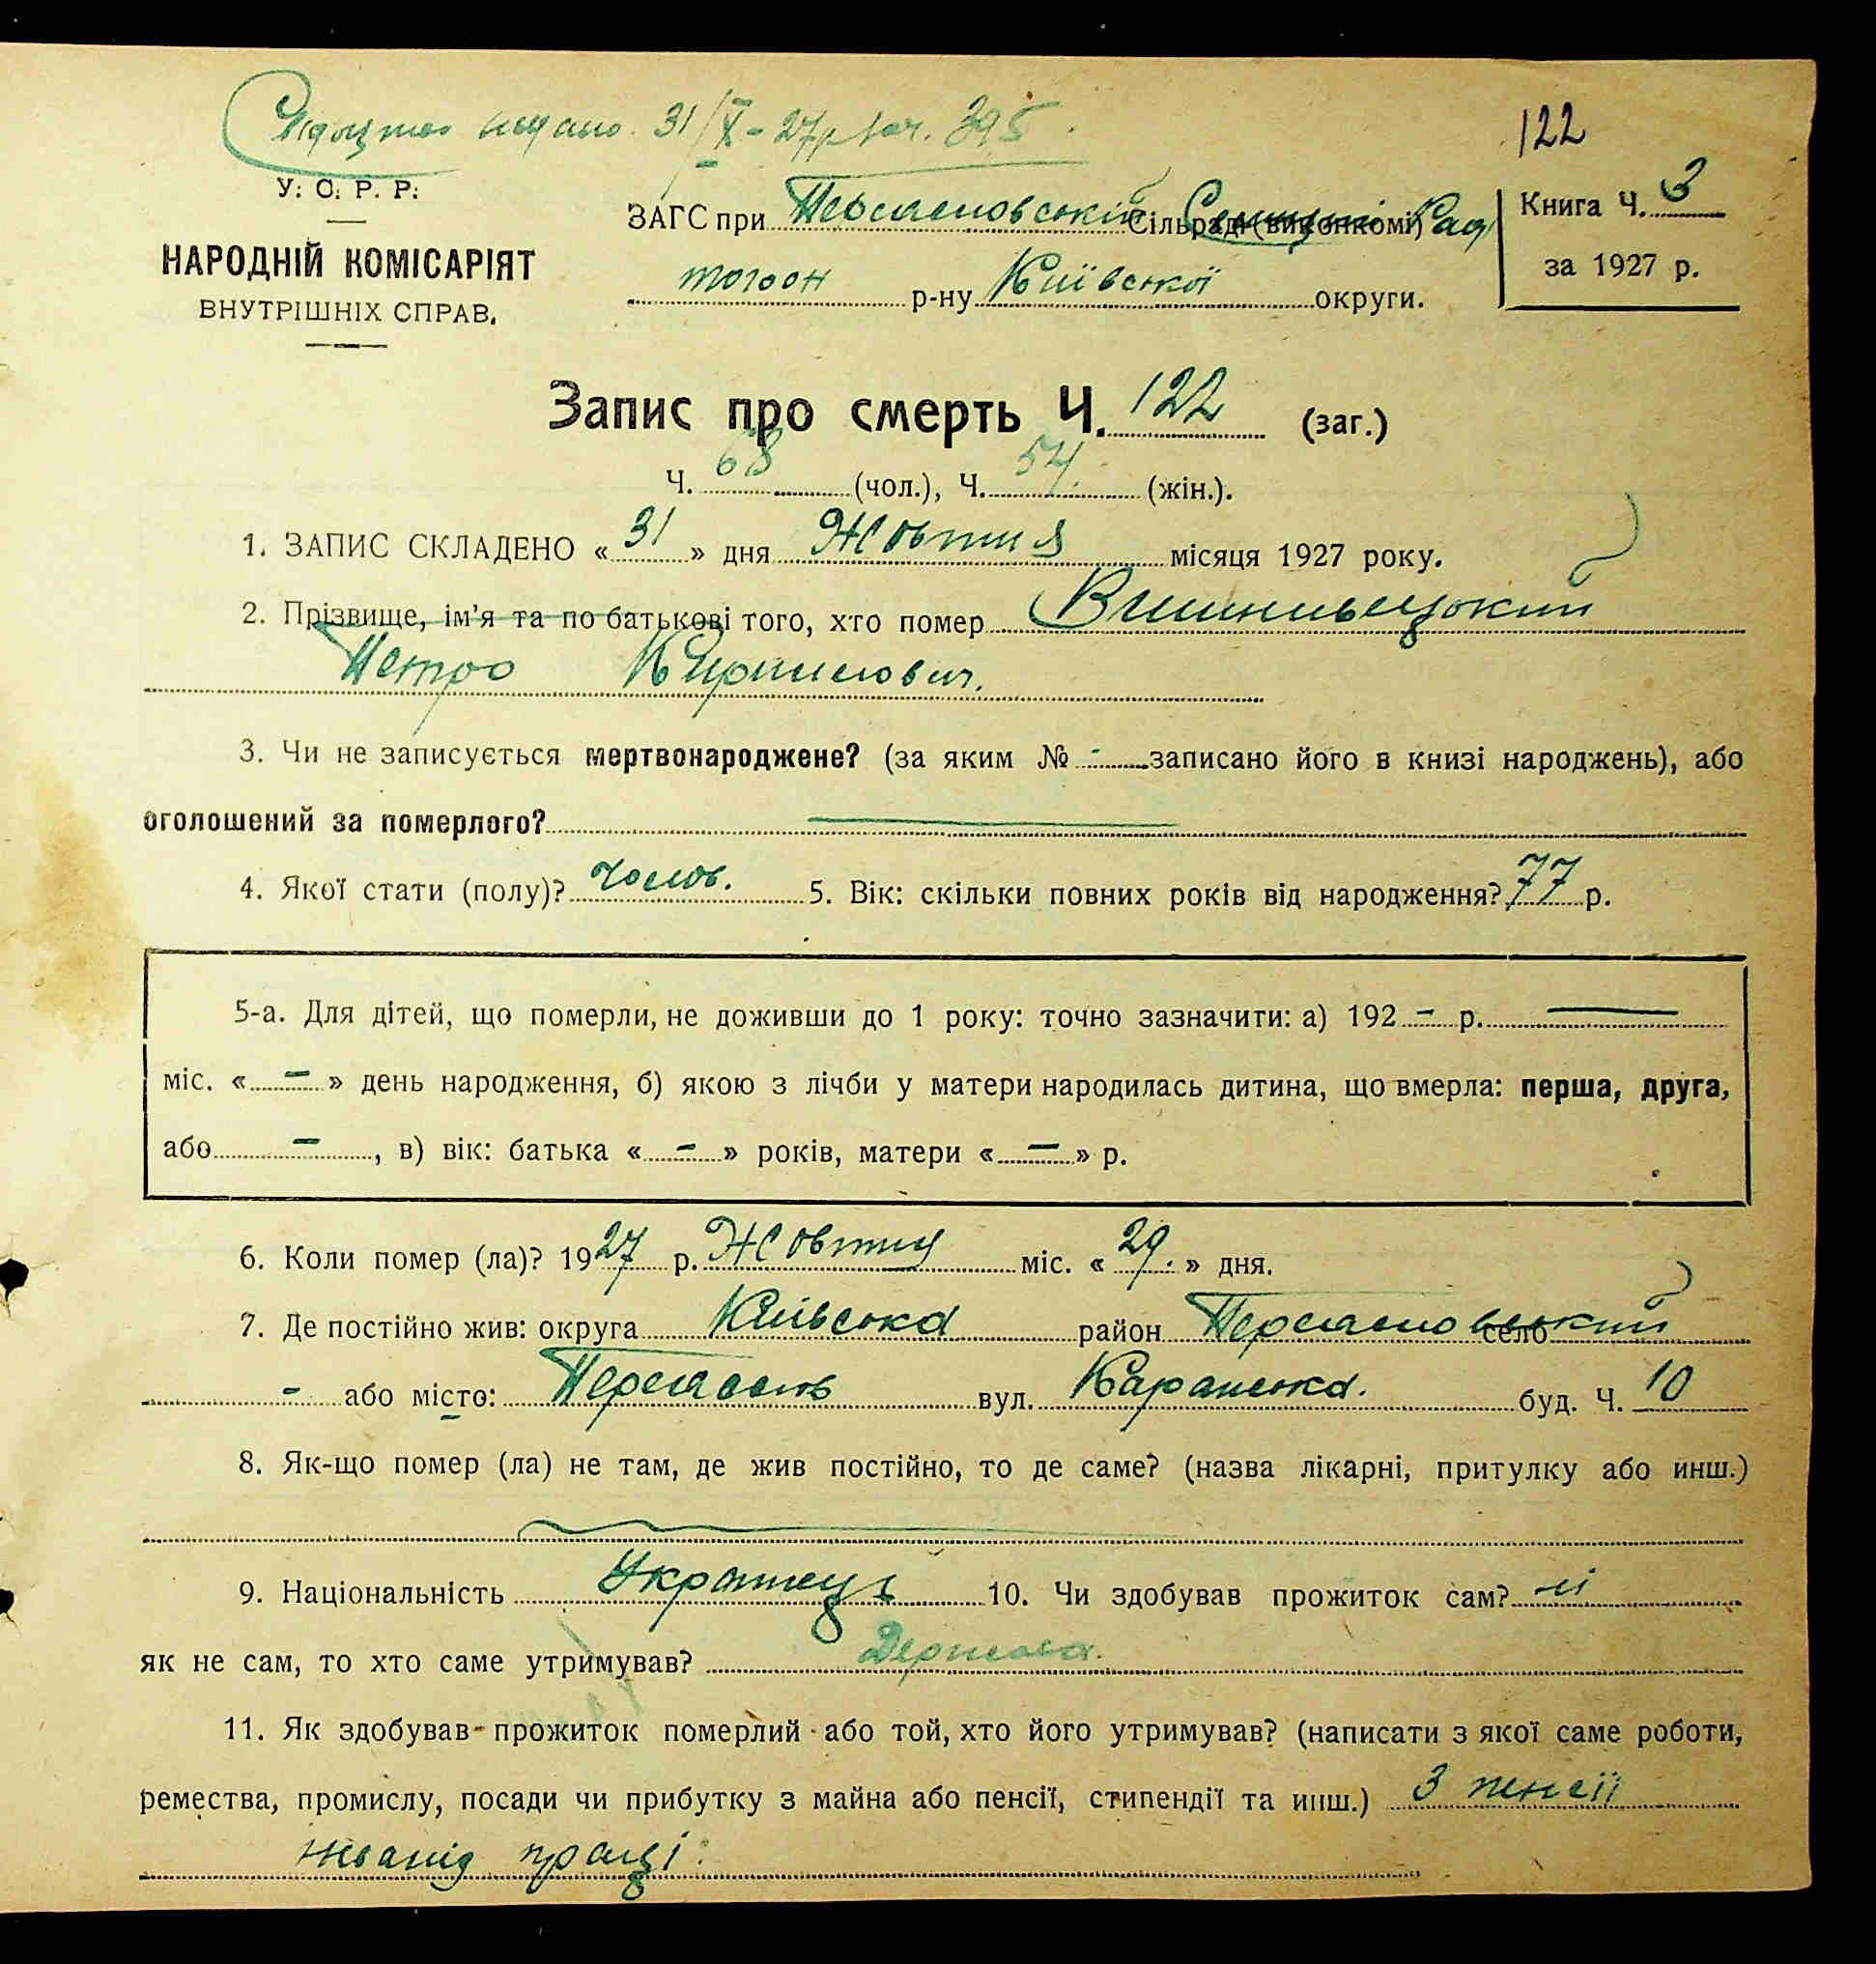 видано 31/X - 27р. 395.
122
У. С. Р. Р.
НАРОДНІЙ КОМІСАРІЯТ
ВНУТРІШНІХ СПРАВ.
ЗАГС при Переяславській Сільраді (виконкомі) Селищній Рад
р-ну Київської округи.
Книга Ч. 3
за 1927 р.
Запис про смерть Ч. 122 (заг.)
Ч. 68 (чол.), Ч. 54. (жін.).
1. ЗАПИС СКЛАДЕНО «31» дня Жовтня місяця 1927 року.
2. Прізвище, ім'я та по батькові того, хто помер Вишневецький
Петро Кирилович.
3. Чи не записується мертвонароджене? (за яким № - записано його в книзі народжень), або
оголошений за померлого? —
4. Якої стати (полу)? Чолов. 5. Вік: скільки повних років від народження? 77 р.
5-а. Для дітей, що померли, не доживши до 1 року: точно зазначити: а) 192 - р. —
міс. « — » день народження, б) якою з лічби у матери народилась дитина, що вмерла: перша, друга,
або — , в) вік: батька « - » років, матери « — » р.
6. Коли помер (ла)? 1927 р. Жовтня міс. « 29. » дня.
7. Де постійно жив: округа Київська район Переяславський село
- або місто: Переяслав вул. Каранська. буд. Ч. 10
8. Як-що помер (ла) не там, де жив постійно, то де саме? (назва лікарні, притулку або инш.)
9. Національність Українець 10. Чи здобував прожиток сам? ні
як не сам, то хто саме утримував? Держава.
11. Як здобував прожиток померлий або той, хто його утримував? (написати з якої саме роботи,
ремества, промислу, посади чи прибутку з майна або пенсії, стипендії та инш.) З пенсії
інвалід праці.